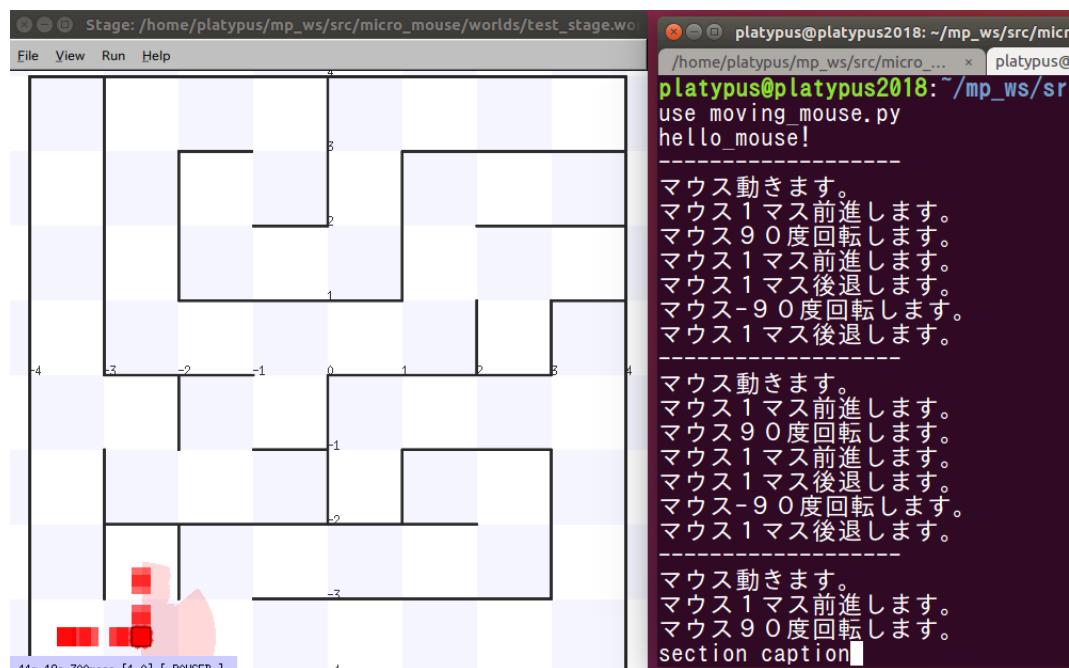 Stage: /home/platypus/mp_ws/src/micro_mouse/worlds/test_stage.wo
File View Run Help
4
3
2
1
-4 -3 -2 -1 0 1 2 3 4
-1
-2
-3
platypus@platypus2018: ~/mp_ws/src/micr
/home/platypus/mp_ws/src/micro_... × platypus@
platypus@platypus2018:~/mp_ws/sr
use moving_mouse.py
hello_mouse!
-------------------
マウス動きます。
マウス１マス前進します。
マウス９０度回転します。
マウス１マス前進します。
マウス１マス後退します。
マウス-９０度回転します。
マウス１マス後退します。
-------------------
マウス動きます。
マウス１マス前進します。
マウス９０度回転します。
マウス１マス前進します。
マウス１マス後退します。
マウス-９０度回転します。
マウス１マス後退します。
-------------------
マウス動きます。
マウス１マス前進します。
マウス９０度回転します。
section caption